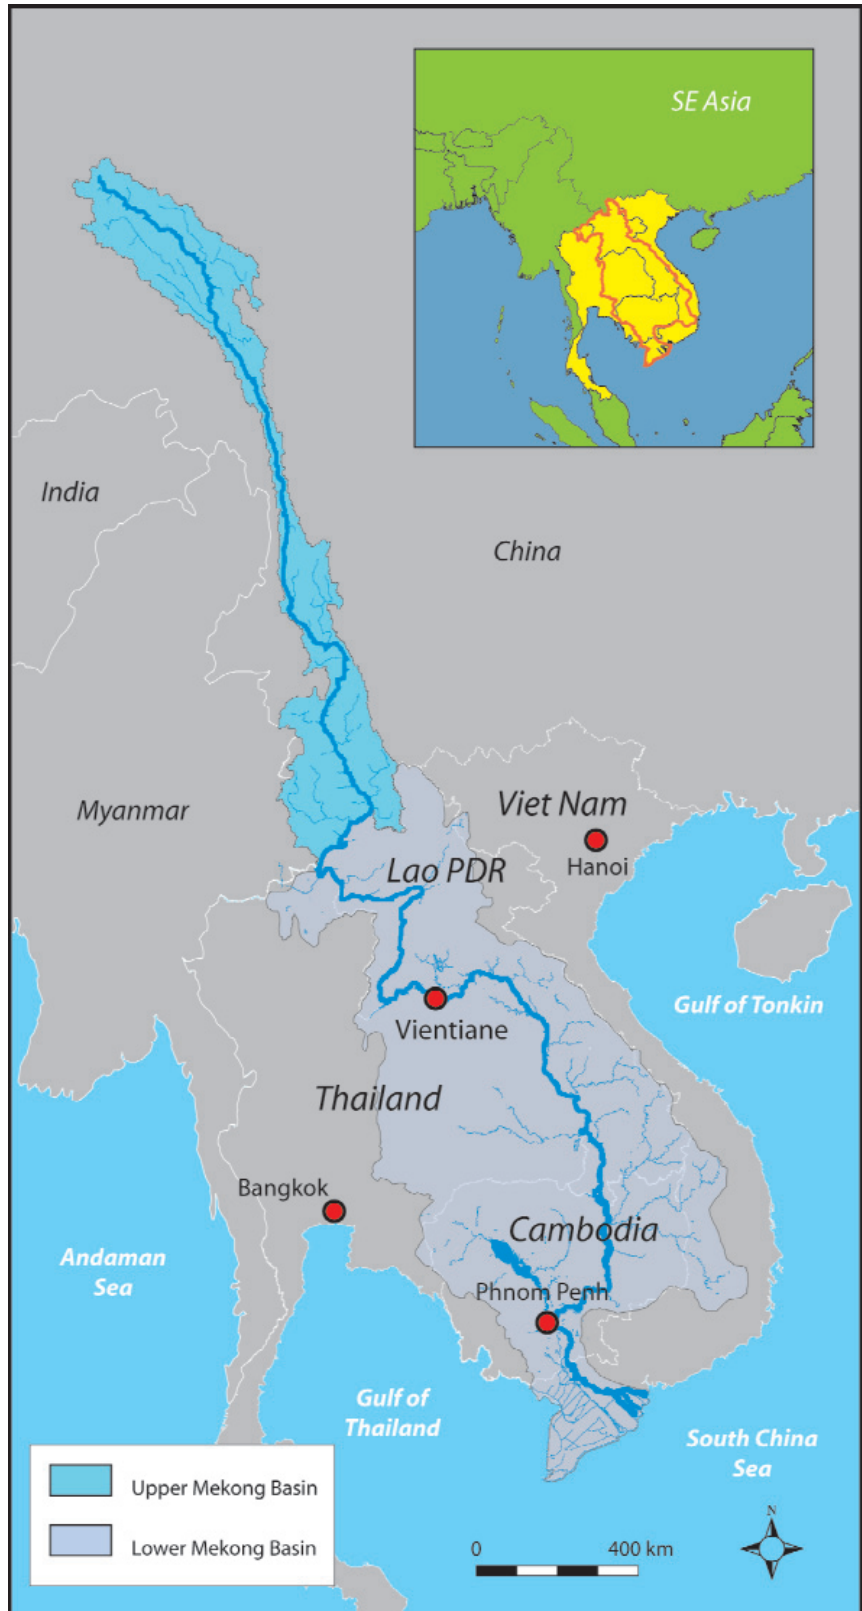 SE Asia
India
China
Myanmar
Viet Nam
Hanoi
Lao PDR
Gulf of Tonkin
Vientiane
Thailand
Bangkok
Cambodia
Andaman
Sea
Phnom Penh
Gulf of
Thailand
South China
Sea
Upper Mekong Basin
Lower Mekong Basin
0 400 km
N